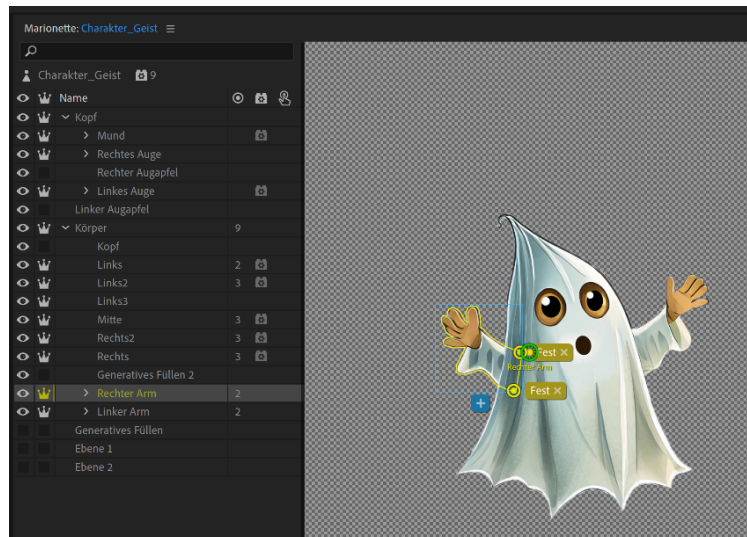 Marionette: Charakter_Geist
Charakter_Geist 9
Name
Kopf
Mund
Rechtes Auge
Rechter Augapfel
Linkes Auge
Linker Augapfel
Körper 9
Kopf
Links 2
Links2 3
Links3
Mitte 3
Rechts2 3
Rechts 3
Generatives Füllen 2
Rechter Arm 2
Linker Arm 2
Generatives Füllen
Ebene 1
Ebene 2
Fest ×
Rechter Arm
Fest ×